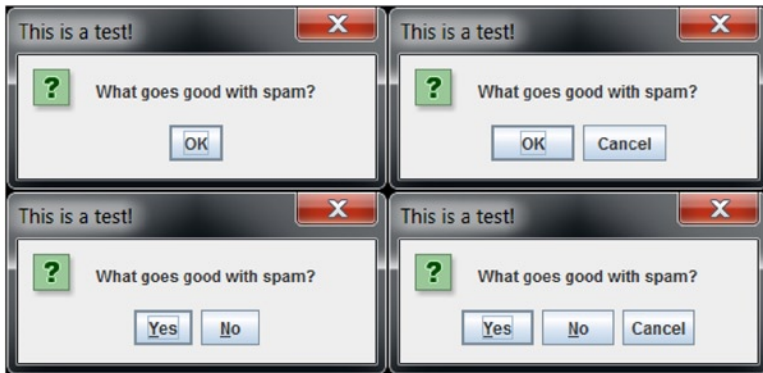 This is a test!
? What goes good with spam?
OK
This is a test!
? What goes good with spam?
OK Cancel
This is a test!
? What goes good with spam?
Yes No
This is a test!
? What goes good with spam?
Yes No Cancel